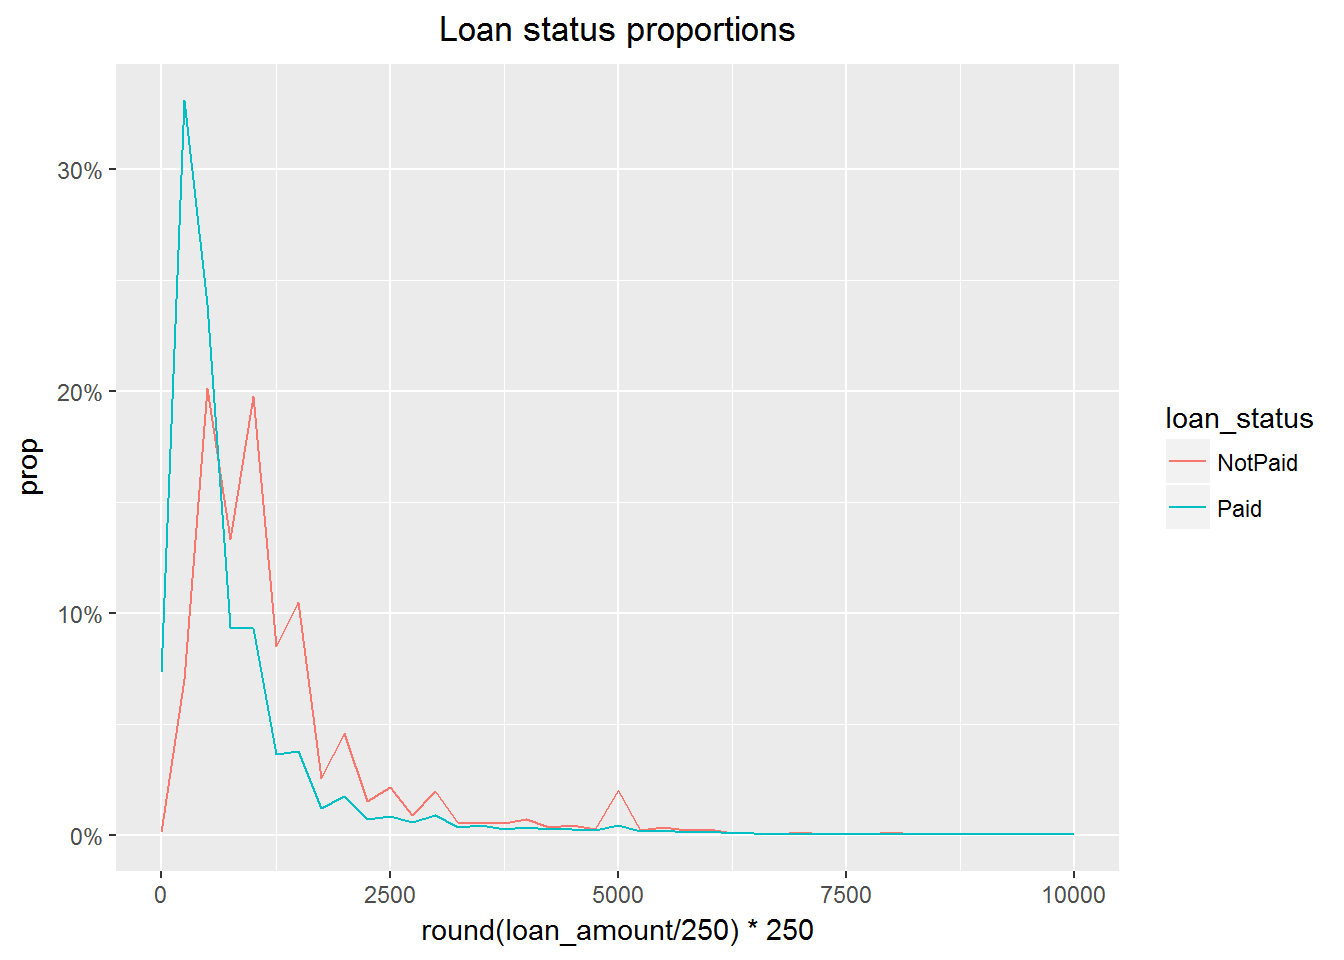 Loan status proportions
30%
20%
10%
0%
prop
0
2500
5000
7500
10000
round(loan_amount/250) * 250
loan_status
NotPaid
Paid